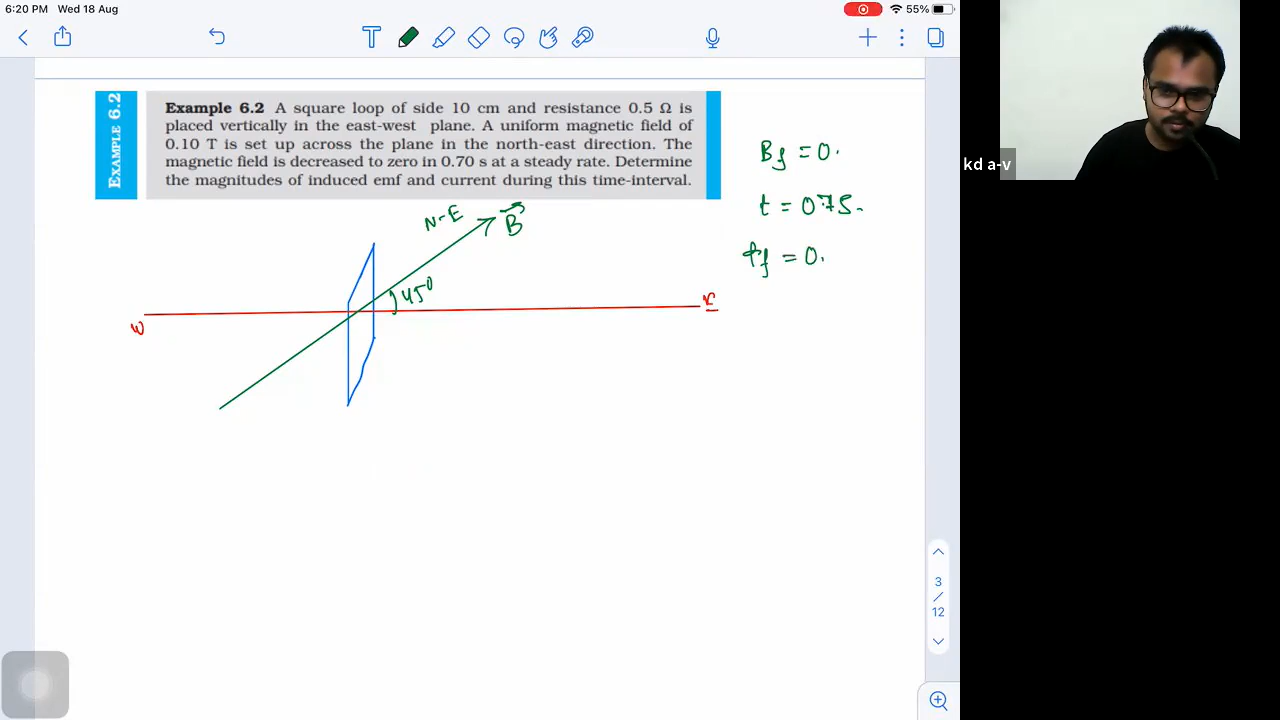 6:20 PM Wed 18 Aug
55%
EXAMPLE 6.2
Example 6.2 A square loop of side 10 cm and resistance 0.5 Ω is
placed vertically in the east-west plane. A uniform magnetic field of
0.10 T is set up across the plane in the north-east direction. The
magnetic field is decreased to zero in 0.70 s at a steady rate. Determine
the magnitudes of induced emf and current during this time-interval.
Bf = 0.
t = 0.7S.
ϕf = 0.
N-E
B
45°
W
E
kd a-v
3
/
12